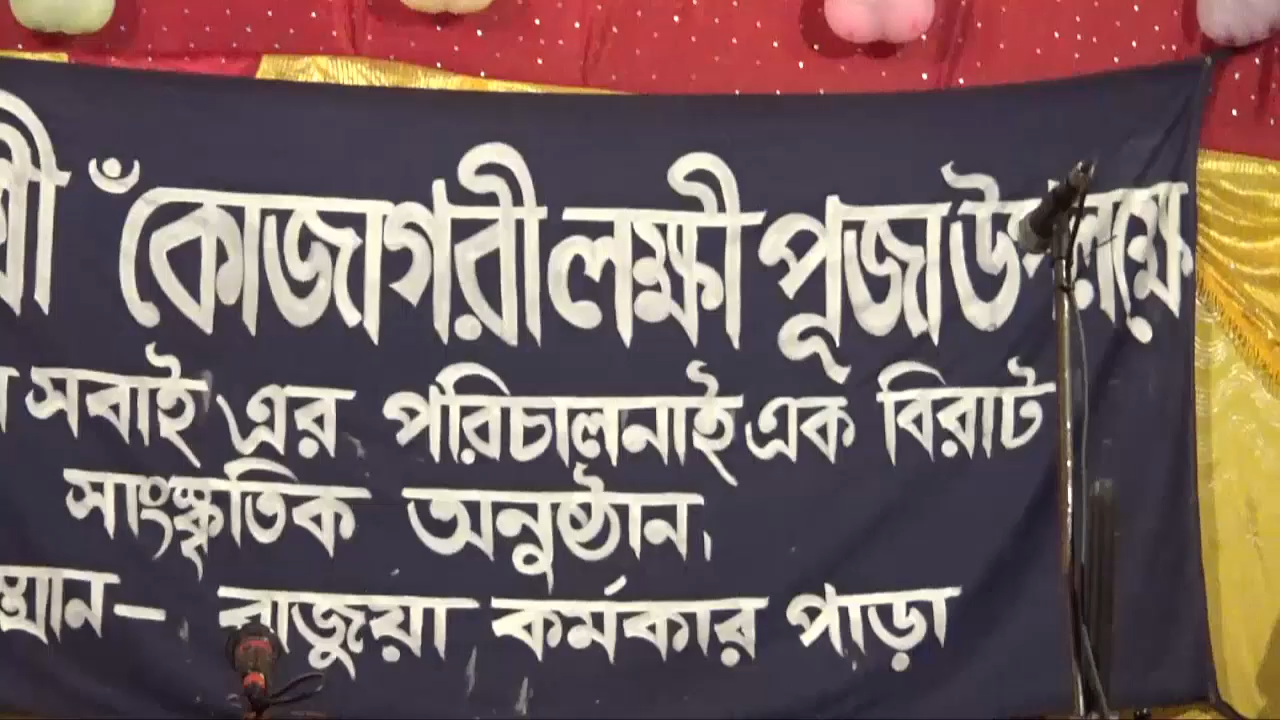 শ্রী ঁকোজাগরী লক্ষ্মী পূজা উপলক্ষে
সবাই এর পরিচালনাই এক বিরাট
সাংস্কৃতিক অনুষ্ঠান,
স্থান- রাজুয়া কর্মকার পাড়া